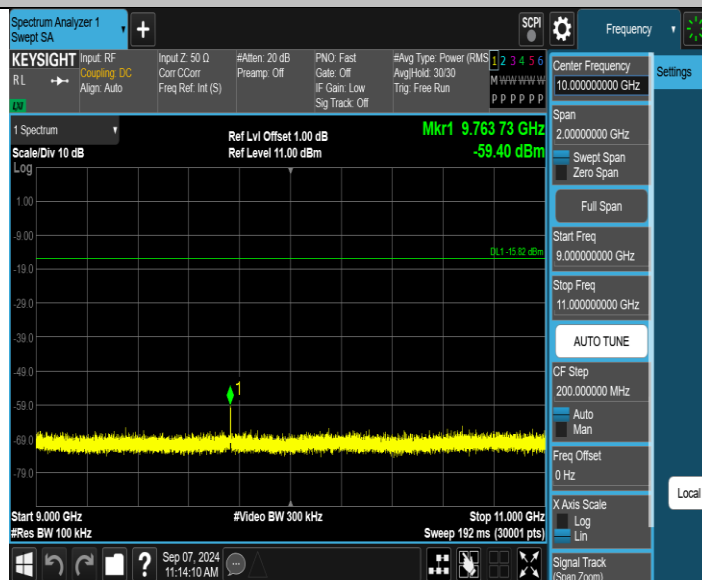 Spectrum Analyzer 1
Swept SA
+
SCPI
Frequency
KEYSIGHT
R L
LXI
Input: RF
Coupling: DC
Align: Auto
Input Z: 50 Ω
Corr CCorr
Freq Ref: Int (S)
#Atten: 20 dB
Preamp: Off
PNO: Fast
Gate: Off
IF Gain: Low
Sig Track: Off
#Avg Type: Power (RMS
Avg|Hold: 30/30
Trig: Free Run
1 2 3 4 5 6
M W W W W W
P P P P P P
1 Spectrum
Scale/Div 10 dB
Ref Lvl Offset 1.00 dB
Ref Level 11.00 dBm
Mkr1 9.763 73 GHz
-59.40 dBm
Log
1.00
-9.00
DL1 -15.82 dBm
-19.0
-29.0
-39.0
-49.0
1
-59.0
-69.0
-79.0
Start 9.000 GHz
#Video BW 300 kHz
Stop 11.000 GHz
#Res BW 100 kHz
Sweep 192 ms (30001 pts)
?
Sep 07, 2024
11:14:10 AM
Center Frequency
10.000000000 GHz
Settings
Span
2.00000000 GHz
Swept Span
Zero Span
Full Span
Start Freq
9.000000000 GHz
Stop Freq
11.000000000 GHz
AUTO TUNE
CF Step
200.000000 MHz
Auto
Man
Freq Offset
0 Hz
Local
X Axis Scale
Log
Lin
Signal Track
(Span Zoom)